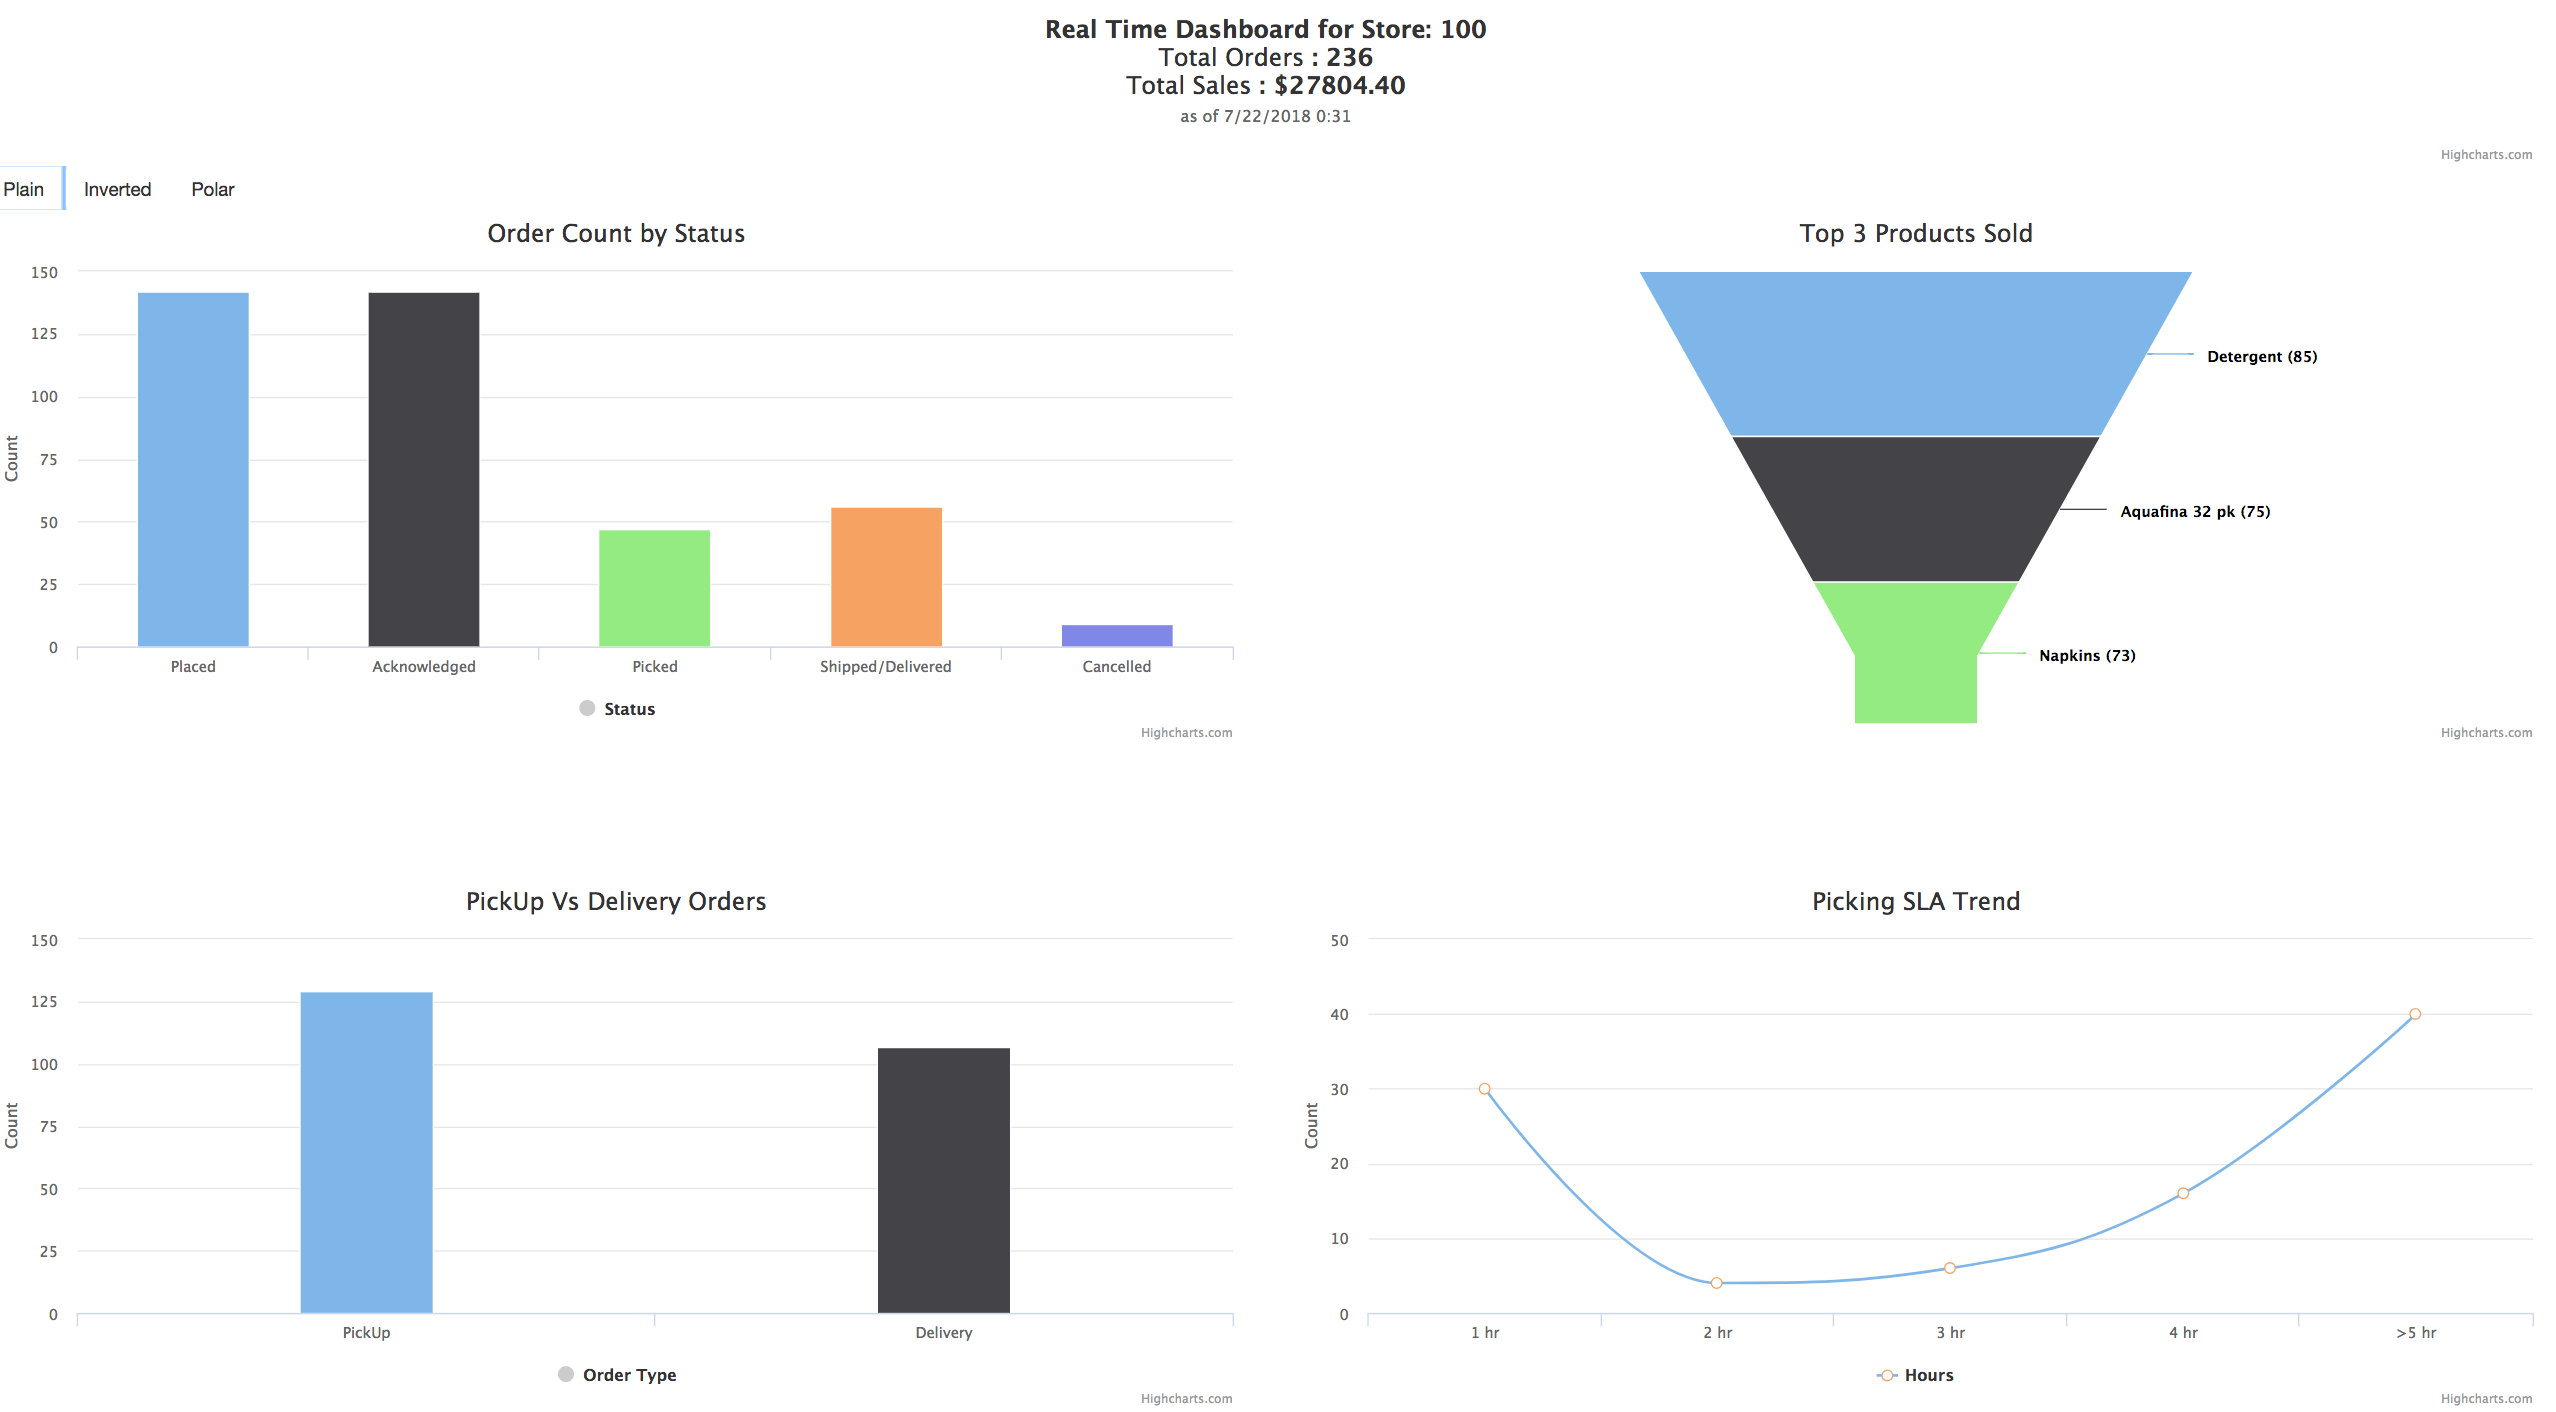 Real Time Dashboard for Store: 100
Total Orders : 236
Total Sales : $27804.40
as of 7/22/2018 0:31
Highcharts.com
Plain
Inverted
Polar
Order Count by Status
150
125
100
75
50
25
0
Count
Placed
Acknowledged
Picked
Shipped/Delivered
Cancelled
Status
Highcharts.com
Top 3 Products Sold
Detergent (85)
Aquafina 32 pk (75)
Napkins (73)
Highcharts.com
PickUp Vs Delivery Orders
150
125
100
75
50
25
0
Count
PickUp
Delivery
Order Type
Highcharts.com
Picking SLA Trend
50
40
30
20
10
0
Count
1 hr
2 hr
3 hr
4 hr
>5 hr
Hours
Highcharts.com